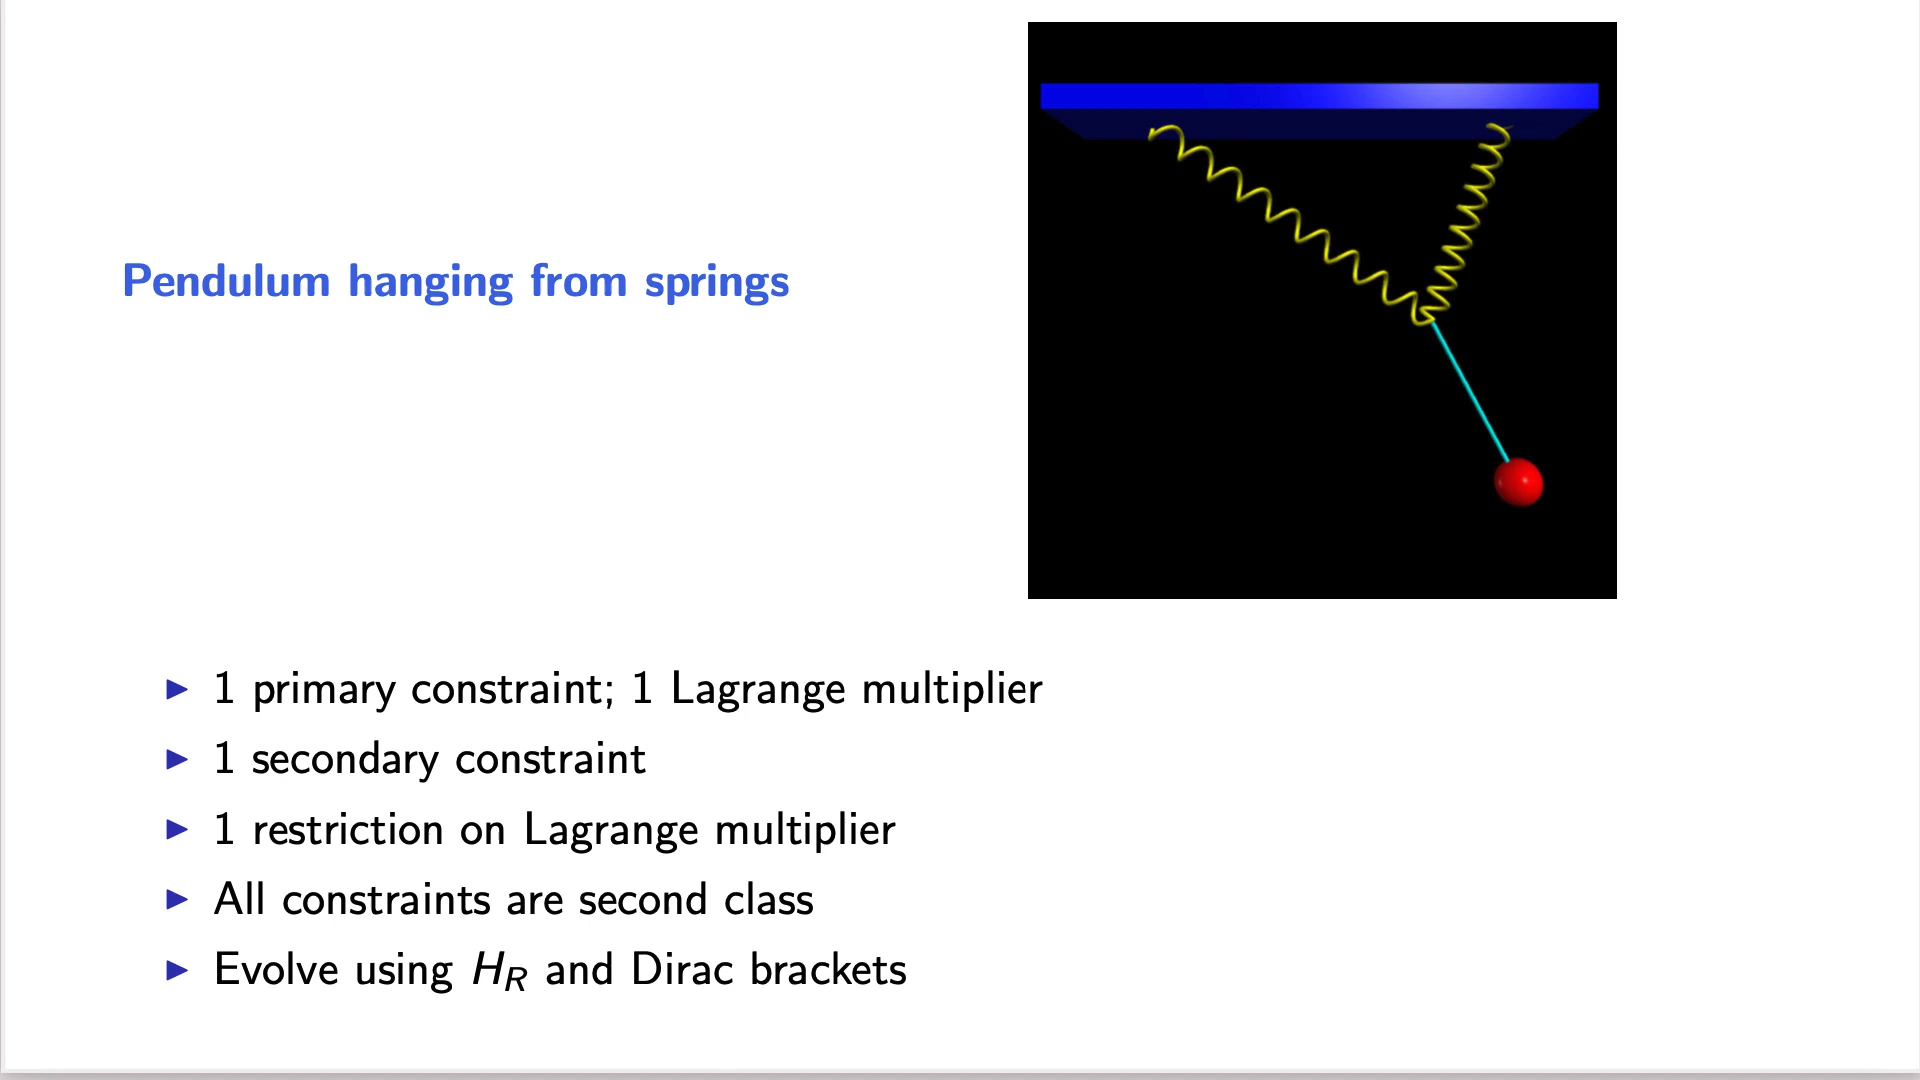 Pendulum hanging from springs
▶ 1 primary constraint; 1 Lagrange multiplier
▶ 1 secondary constraint
▶ 1 restriction on Lagrange multiplier
▶ All constraints are second class
▶ Evolve using H_R and Dirac brackets